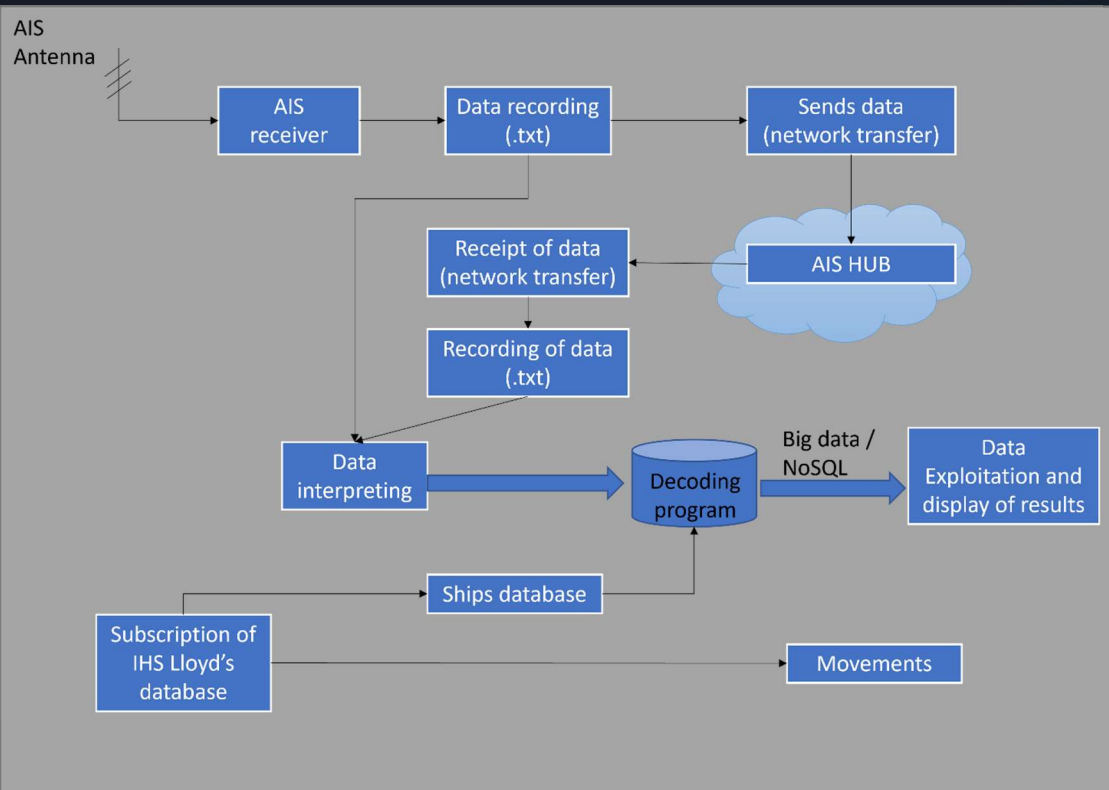 AIS
Antenna
AIS
receiver
Data recording
(.txt)
Sends data
(network transfer)
Receipt of data
(network transfer)
AIS HUB
Recording of data
(.txt)
Data
interpreting
Decoding
program
Big data /
NoSQL
Data
Exploitation and
display of results
Ships database
Subscription of
IHS Lloyd's
database
Movements